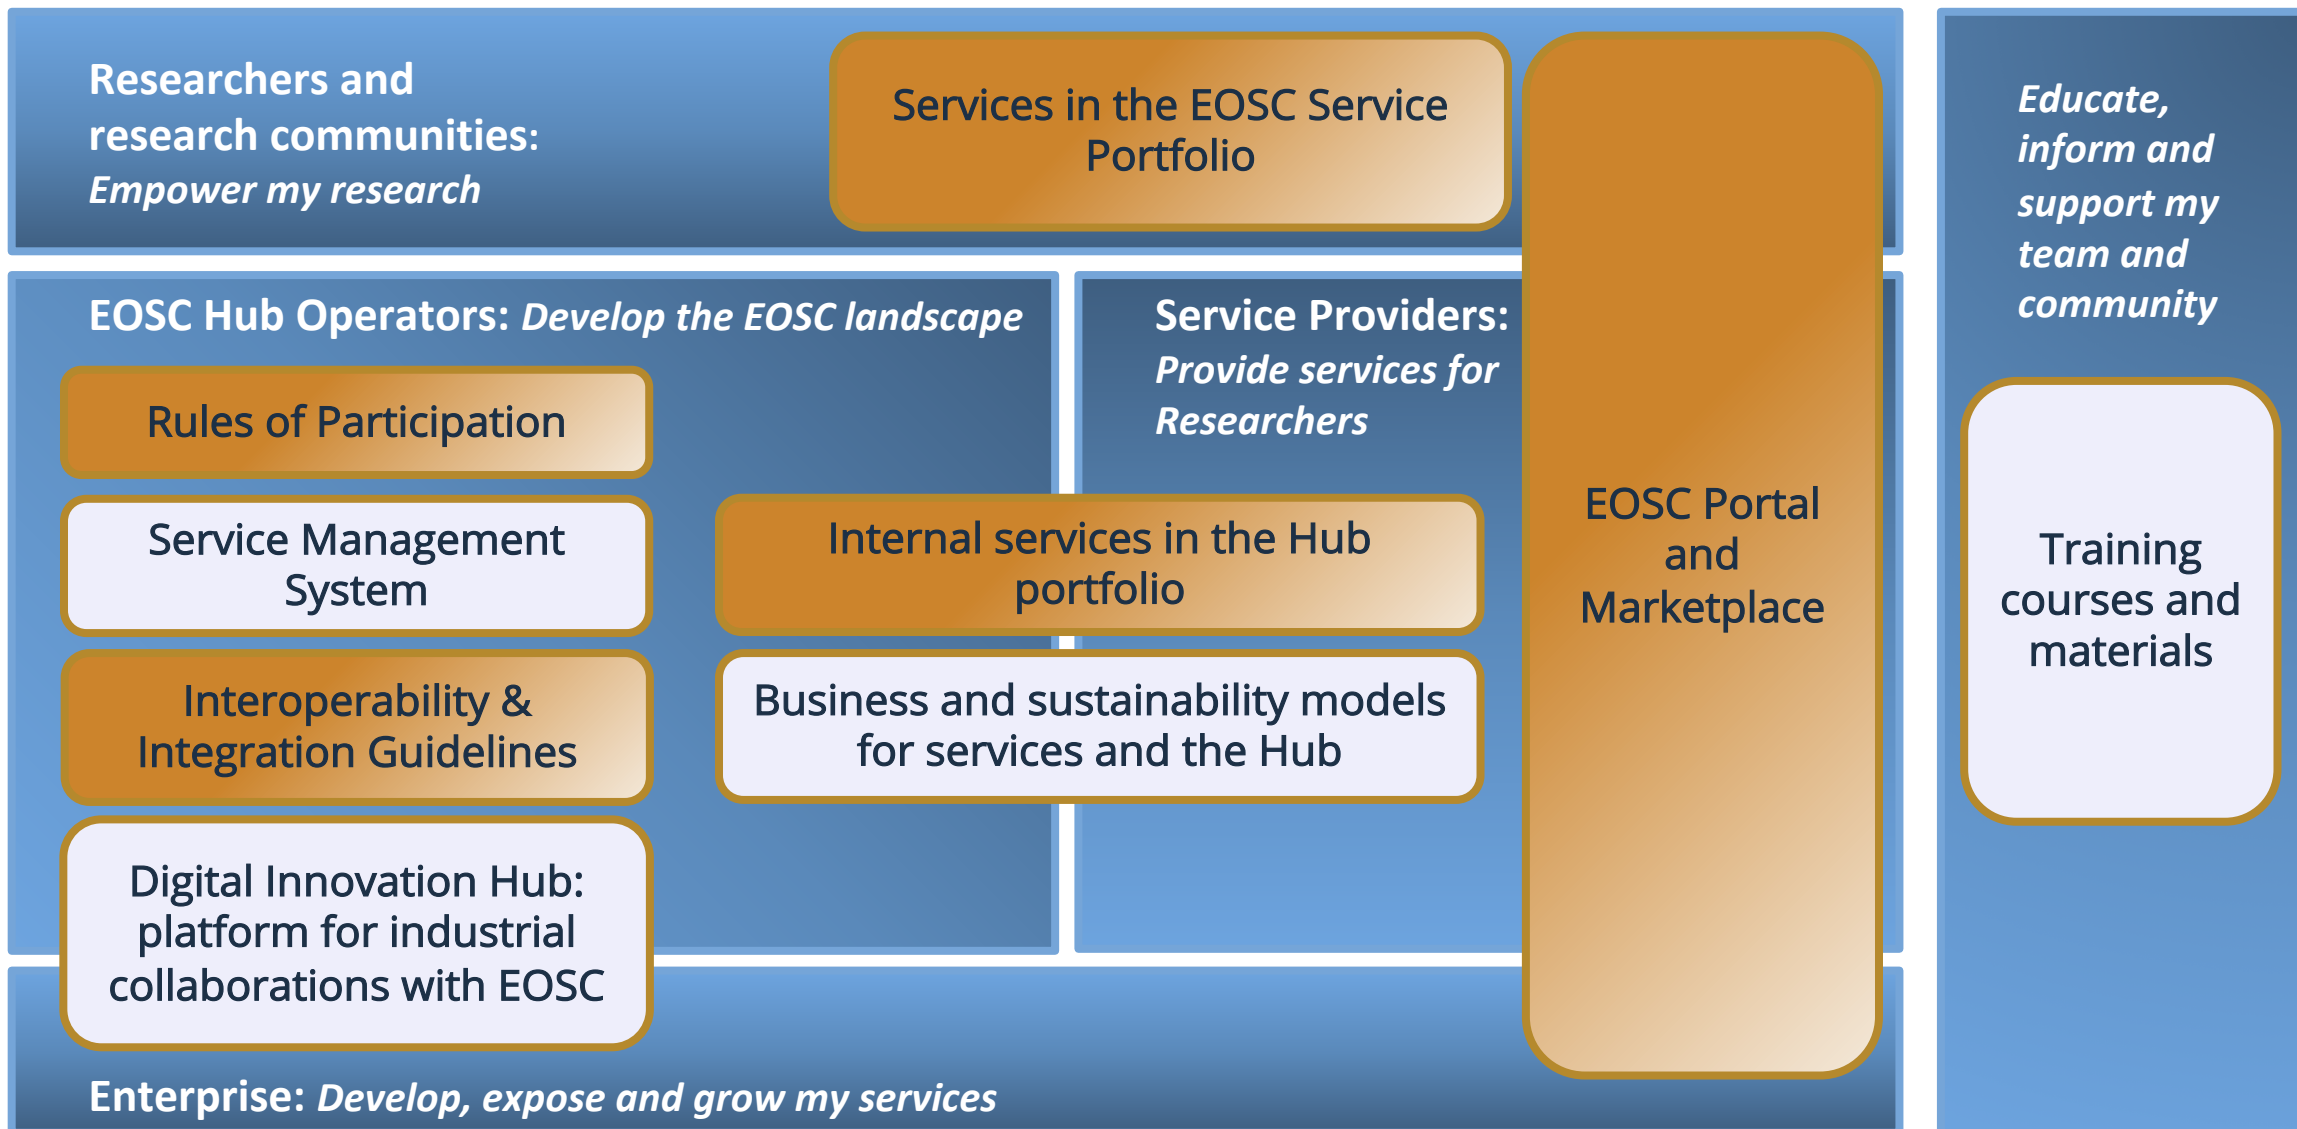 Researchers and
research communities:
Empower my research
Services in the EOSC Service
Portfolio
EOSC Hub Operators: Develop the EOSC landscape
Rules of Participation
Service Management
System
Interoperability &
Integration Guidelines
Digital Innovation Hub:
platform for industrial
collaborations with EOSC
Service Providers:
Provide services for
Researchers
Internal services in the Hub
portfolio
Business and sustainability models
for services and the Hub
EOSC Portal
and
Marketplace
Enterprise: Develop, expose and grow my services
Educate,
inform and
support my
team and
community
Training
courses and
materials